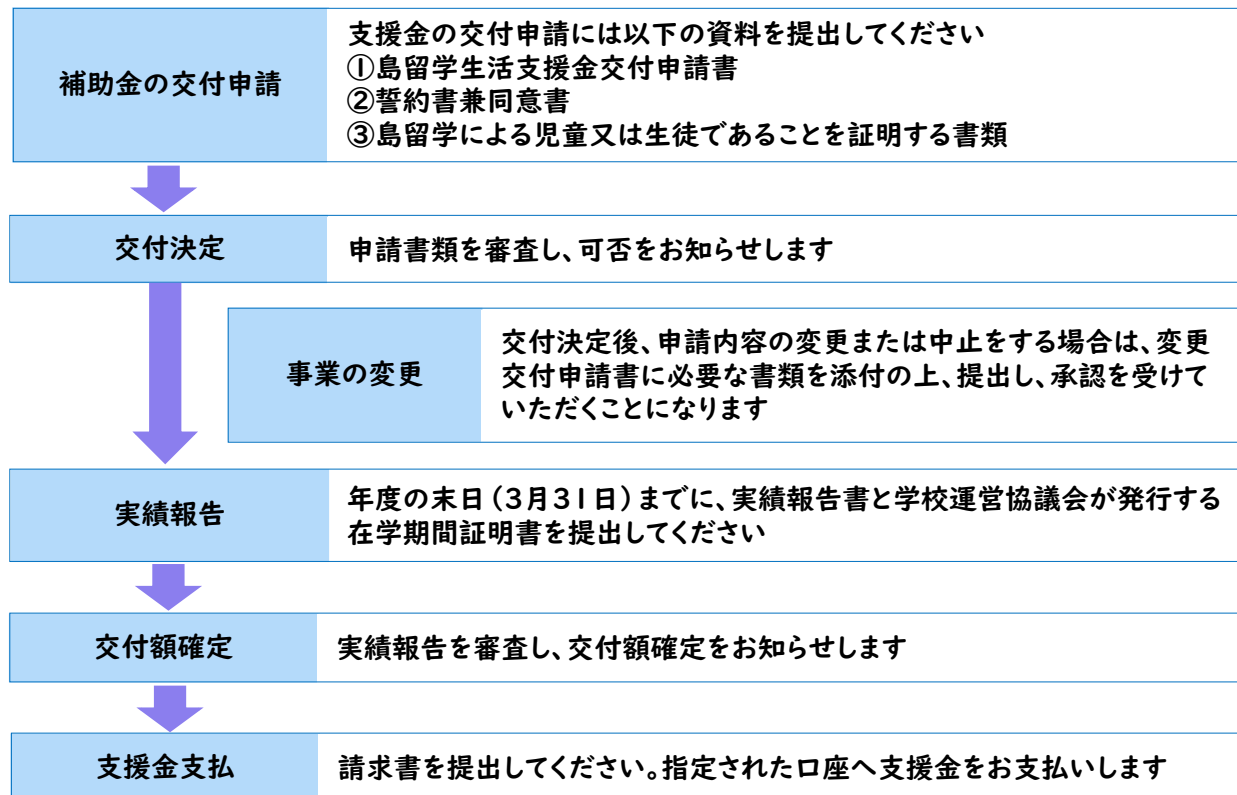 補助金の交付申請
支援金の交付申請には以下の資料を提出してください
①島留学生活支援金交付申請書
②誓約書兼同意書
③島留学による児童又は生徒であることを証明する書類
交付決定
申請書類を審査し、可否をお知らせします
事業の変更
交付決定後、申請内容の変更または中止をする場合は、変更
交付申請書に必要な書類を添付の上、提出し、承認を受けて
いただくことになります
実績報告
年度の末日（3月31日）までに、実績報告書と学校運営協議会が発行する
在学期間証明書を提出してください
交付額確定
実績報告を審査し、交付額確定をお知らせします
支援金支払
請求書を提出してください。指定された口座へ支援金をお支払いします